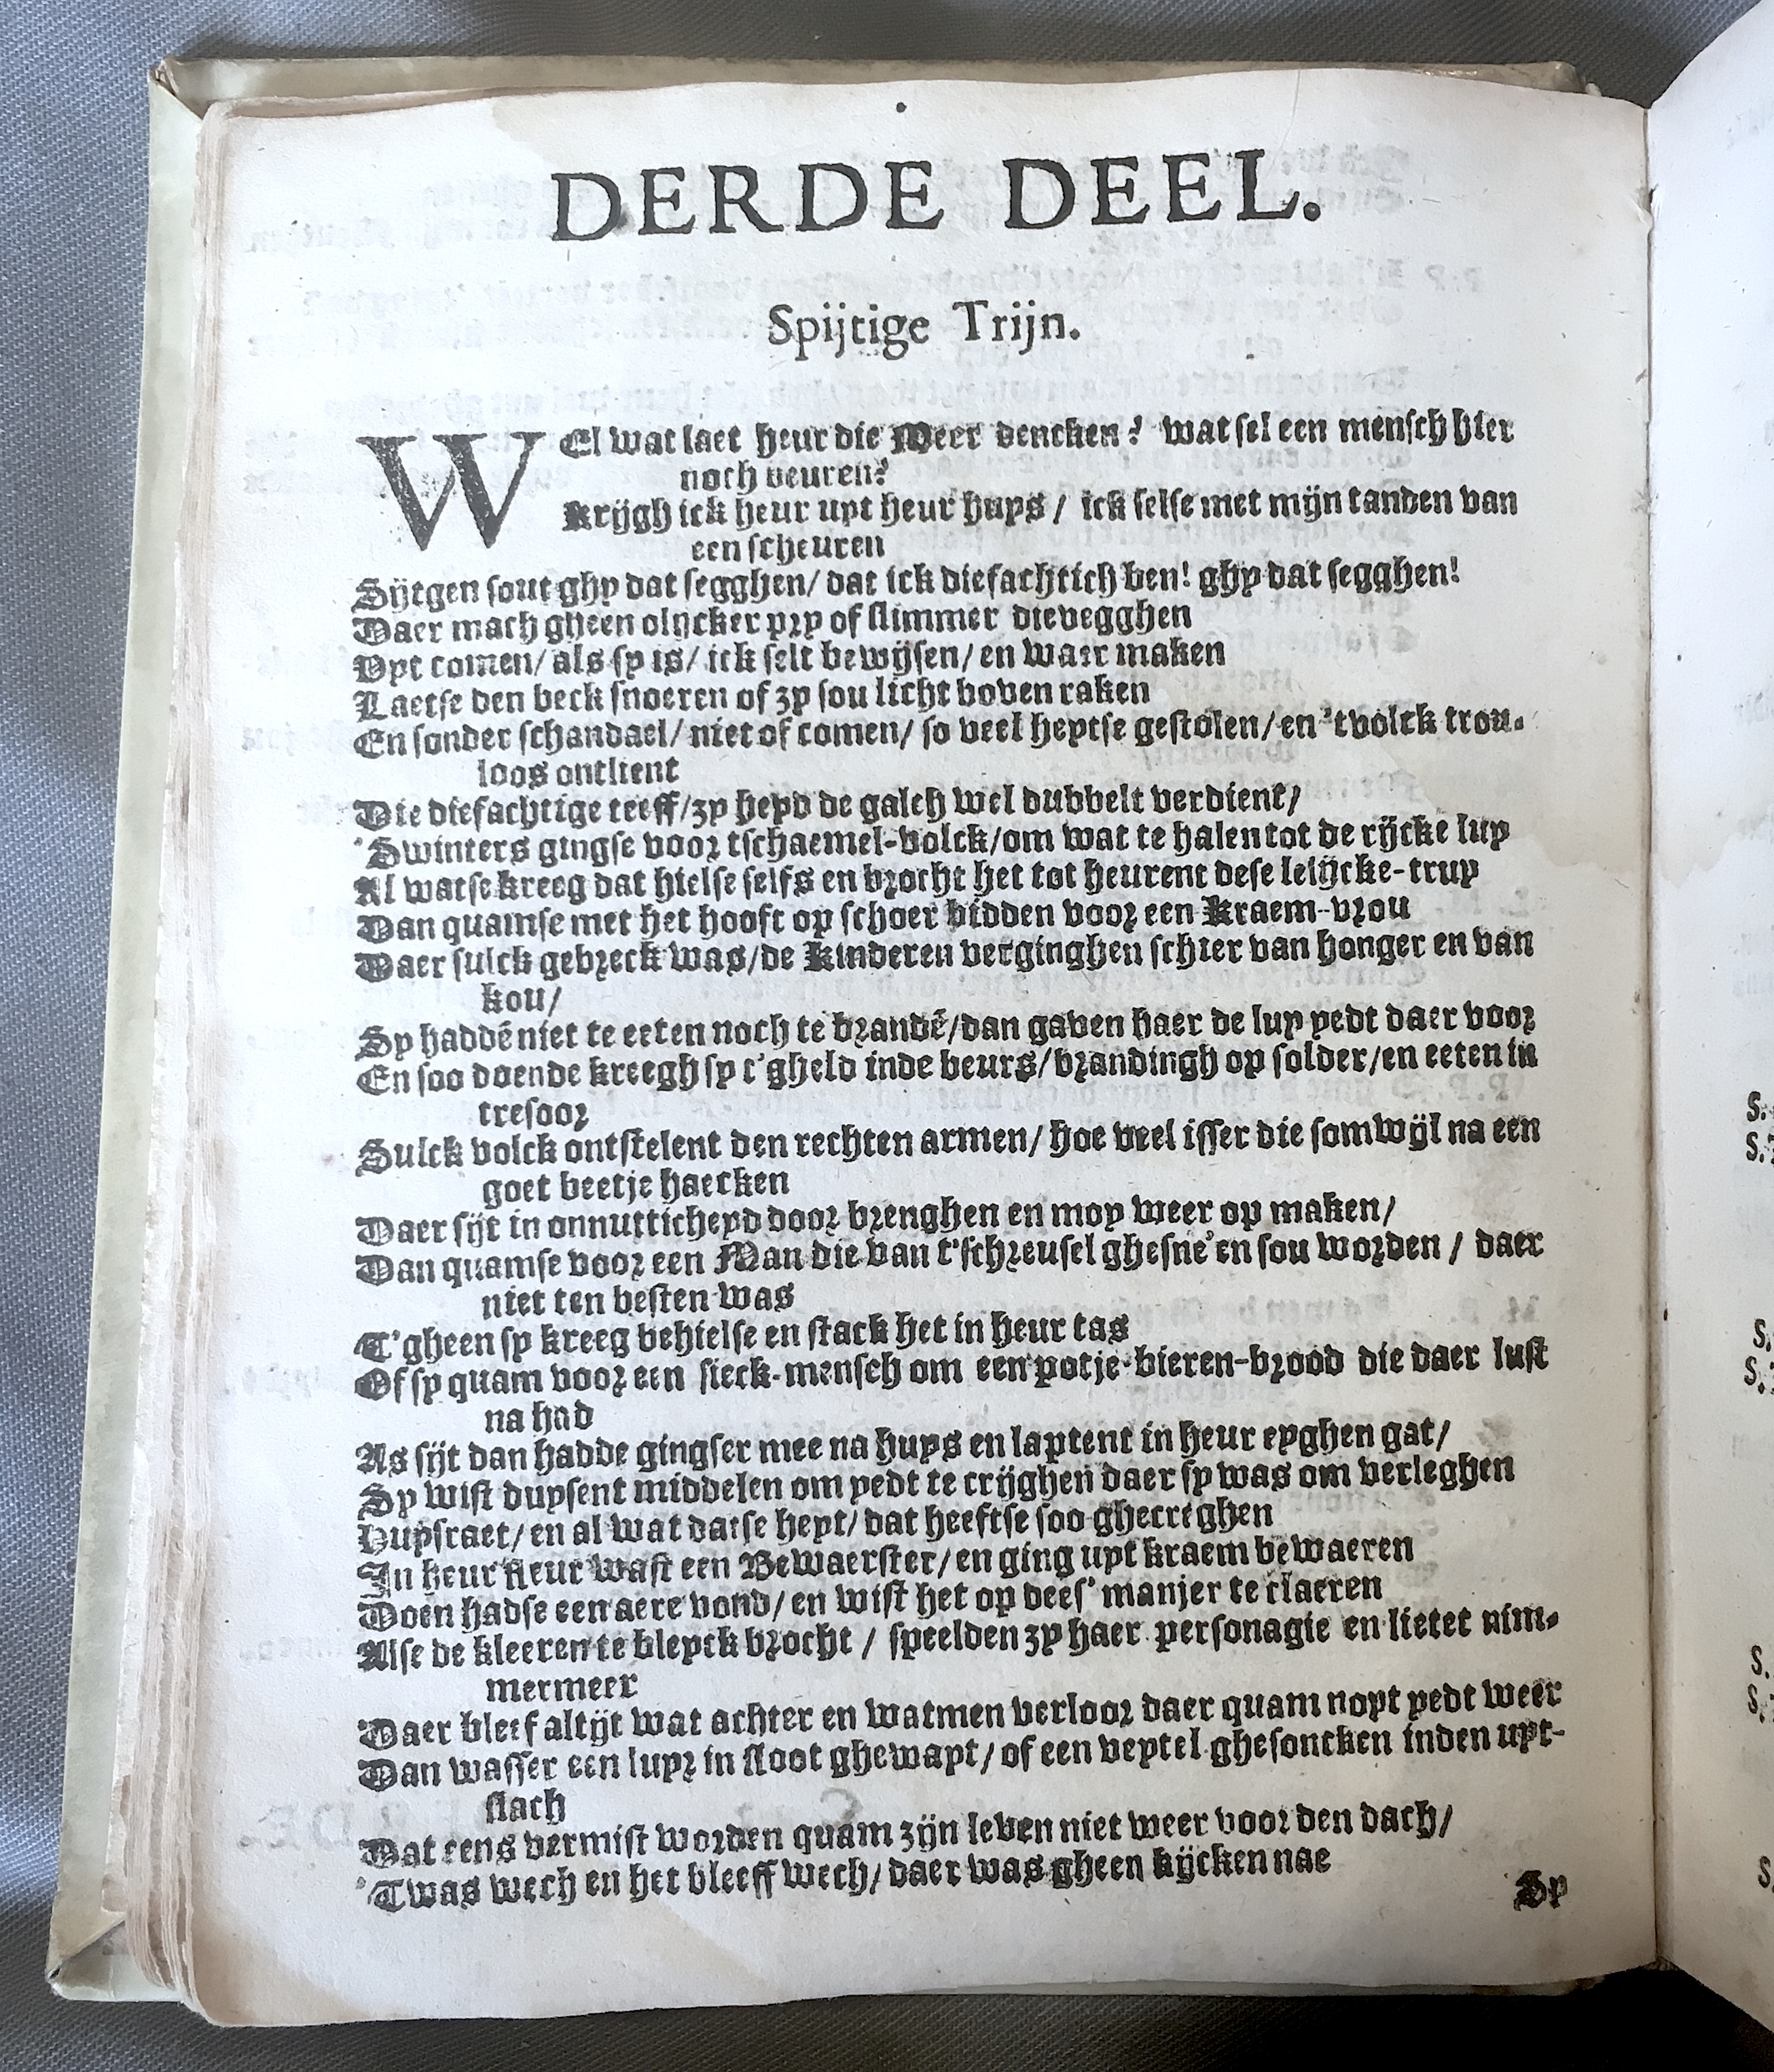 DERDE DEEL.
Spijtige Trijn.
WEl wat laet heur die Meer dencken? wat sel een mensch hier
noch veuren?
Krijgh ick heur uyt heur huys / ick selse met mijn tanden van
een scheuren
Sijtgen sout ghy dat segghen/ dat ick diefachtich ben! ghy dat segghen!
Daer mach gheen olijcker pry of slimmer dievegghen
Uyt comen/ als sy is/ ick selt bewijsen/ en waer maken
Laetse den beck snoeren of zy sou licht boven raken
En sonder schandael/ niet of comen/ so veel heytse gestolen/ en 'tvolck trou-
loos ontlient
Die diefachtige teeff/ zy heyd de galch wel dubbelt verdient/
'Swinters gingse voor tschaemel-volck/ om wat te halen tot de rijcke luy
Al watse kreeg dat hielse selfs en brocht het tot heurent dese lelijcke-truy
Dan quamse met het hooft op schoer bidden voor een Kraem-vrou
Daer sulck gebreck was/ de Kinderen verginghen schier van honger en van
kou/
Sy haddē niet te eeten noch te brandē/ dan gaven haer de luy yedt daer voor
En soo doende kreegh sy t'gheld inde beurs/ brandingh op solder/ en eeten in
tresoor
Sulck volck ontstelent den rechten armen/ hoe veel isser die somwijl na een
goet beetje haecken
Daer sijt in onnutticheyd door brenghen en moy weer op maken/
Dan quamse voor een Man die van t'schreusel ghesne'en sou worden / daer
niet ten besten was
T'gheen sy kreeg behielse en stack het in heur tas
Of sy quam voor een sieck-mensch om een potje-bieren-brood die daer lust
na had
As sijt dan hadde gingser mee na huys en laptent in heur eyghen gat/
Sy wist duysent middelen om yedt te crijghen daer sy was om verleghen
Huysraet/ en al wat datse heyt/ dat heeftse soo ghecreghen
In heur fleur wast een Bewaerster/ en ging uyt kraem bewaeren
Doen hadse een aere vond/ en wist het op dees' manjer te claeren
Alse de kleeren te bleyck brocht / speelden zy haer personagie en lietet nim-
mermeer
Daer bleef altijt wat achter en watmen verloor daer quam noyt yedt weer
Dan wasser een luyr in sloot ghewayt/ of een veytel ghesoncken inden uyt-
slach
Dat eens vermist worden quam zijn leven niet weer voor den dach/
'Twas wech en het bleeff wech/ daer was gheen kijcken nae
Sy
S.
S.
S.
S.
S.
S.
S.